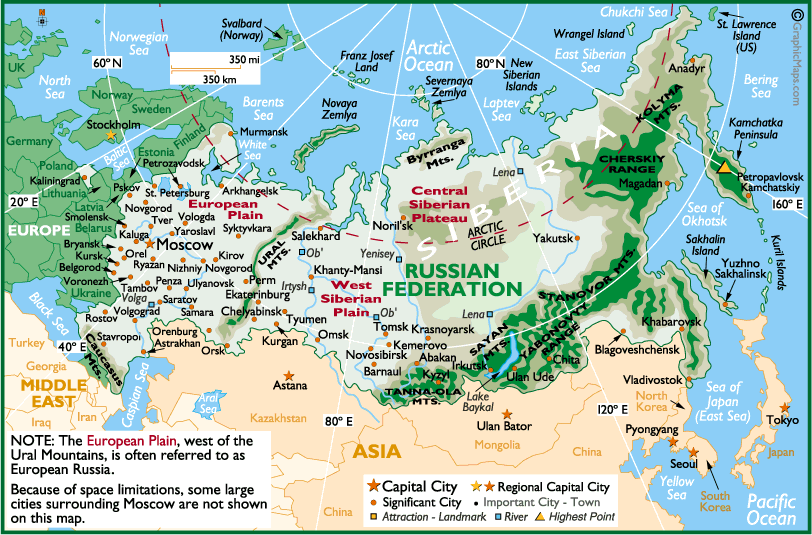 Chukchi Sea
St. Lawrence
Island
(US)
©GraphicMaps.com
Svalbard
(Norway)
Norwegian
Sea
Wrangel Island
East Siberian
Sea
Franz Josef
Land
Arctic
Ocean
80°N
New
Siberian
Islands
60°N
350 mi
350 km
UK
North
Sea
Anadyr
Bering
Sea
Severnaya
Zemlya
Laptev
Sea
Norway
Sweden
Barents
Sea
Novaya
Zemlya
Kara
Sea
KOLYMA
MTS.
Kamchatka
Peninsula
Stockholm
Finland
Murmansk
White
Sea
Byrranga
Mts.
Germany
Baltic
Sea
Estonia
Petrozavodsk
CHERSKIY
RANGE
Poland
Kaliningrad
Lithuania
Latvia
Belarus
Pskov
St. Petersburg
Arkhangelsk
Lena
Magadan
Petropavlovsk
Kamchatskiy
20°E
160°E
European
Plain
Central
Siberian
Plateau
SIBERIA
Novgorod
Smolensk
Tver
Vologda
Yaroslavl
Syktyvkara
Noril'sk
ARCTIC
CIRCLE
Sea of
Okhotsk
EUROPE
Kaluga
Moscow
Salekhard
Ob'
Yenisey
Yakutsk
Sakhalin
Island
Kuril Islands
Bryansk
Kursk
Belgorod
Orel
Ryazan
Nizhniy Novgorod
Kirov
URAL
MTS.
Khanty-Mansi
RUSSIAN
FEDERATION
Yuzhno
Sakhalinsk
Voronezh
Tambov
Penza
Ulyanovsk
Perm
Ekaterinburg
Irtysh
West
Siberian
Plain
Ob'
STANOVOY MTS.
Ukraine
Volga
Saratov
Samara
Chelyabinsk
Tyumen
Lena
Black Sea
Rostov
Volgograd
Tomsk
Krasnoyarsk
Khabarovsk
Turkey
40°E
Stavropol
Orenburg
Astrakhan
Orsk
Kurgan
Omsk
Novosibirsk
Kemerovo
Abakan
SAYAN
MTS.
YABONOVYY
RANGE
Blagoveshchensk
Georgia
Caucasus
Mts
Barnaul
Kyzyl
Irkutsk
Ulan Ude
Chita
Vladivostok
MIDDLE
EAST
Caspian Sea
Astana
TANNA-OLA
MTS.
Lake
Baykal
Sea of
Japan
(East Sea)
Iraq
Iran
Aral
Sea
Kazakhstan
80°E
Ulan Bator
Mongolia
120°E
North
Korea
Pyongyang
Tokyo
Japan
ASIA
China
Seoul
Yellow
Sea
South
Korea
Pacific
Ocean
China
NOTE: The European Plain, west of the
Ural Mountains, is often referred to as
European Russia.
Because of space limitations, some large
cities surrounding Moscow are not shown
on this map.
Capital City
Regional Capital City
Significant City
Important City - Town
Attraction - Landmark
River
Highest Point